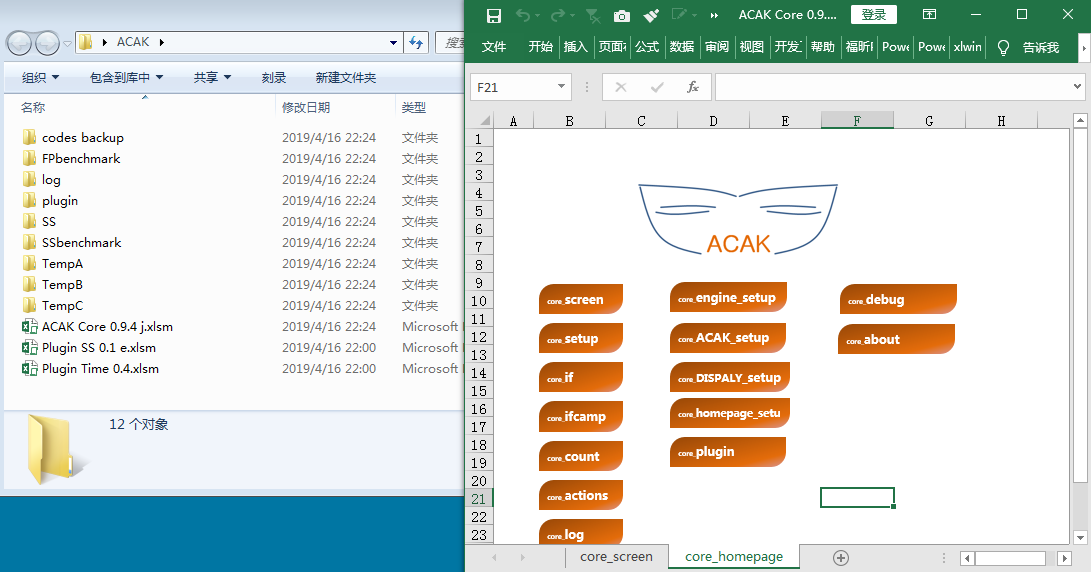 ACAK
搜索
组织
包含到库中
共享
刻录
新建文件夹
名称
修改日期
类型
codes backup
2019/4/16 22:24
文件夹
FPbenchmark
2019/4/16 22:24
文件夹
log
2019/4/16 22:24
文件夹
plugin
2019/4/16 22:24
文件夹
SS
2019/4/16 22:24
文件夹
SSbenchmark
2019/4/16 22:24
文件夹
TempA
2019/4/16 22:24
文件夹
TempB
2019/4/16 22:24
文件夹
TempC
2019/4/16 22:24
文件夹
ACAK Core 0.9.4 j.xlsm
2019/4/16 22:24
Microsoft
Plugin SS 0.1 e.xlsm
2019/4/16 22:00
Microsoft
Plugin Time 0.4.xlsm
2019/4/16 22:00
Microsoft
12 个对象
ACAK Core 0.9....
登录
文件
开始
插入
页面
公式
数据
审阅
视图
开发
帮助
福昕
Powe
Powe
xlwin
告诉我
F21
fx
A B C D E F G H
1
2
3
4
5
6
7
8
9
10
11
12
13
14
15
16
17
18
19
20
21
22
23
ACAK
core_screen
core_setup
core_if
core_ifcamp
core_count
core_actions
core_log
core_engine_setup
core_ACAK_setup
core_DISPALY_setup
core_homepage_setu
core_plugin
core_debug
core_about
core_screen
core_homepage